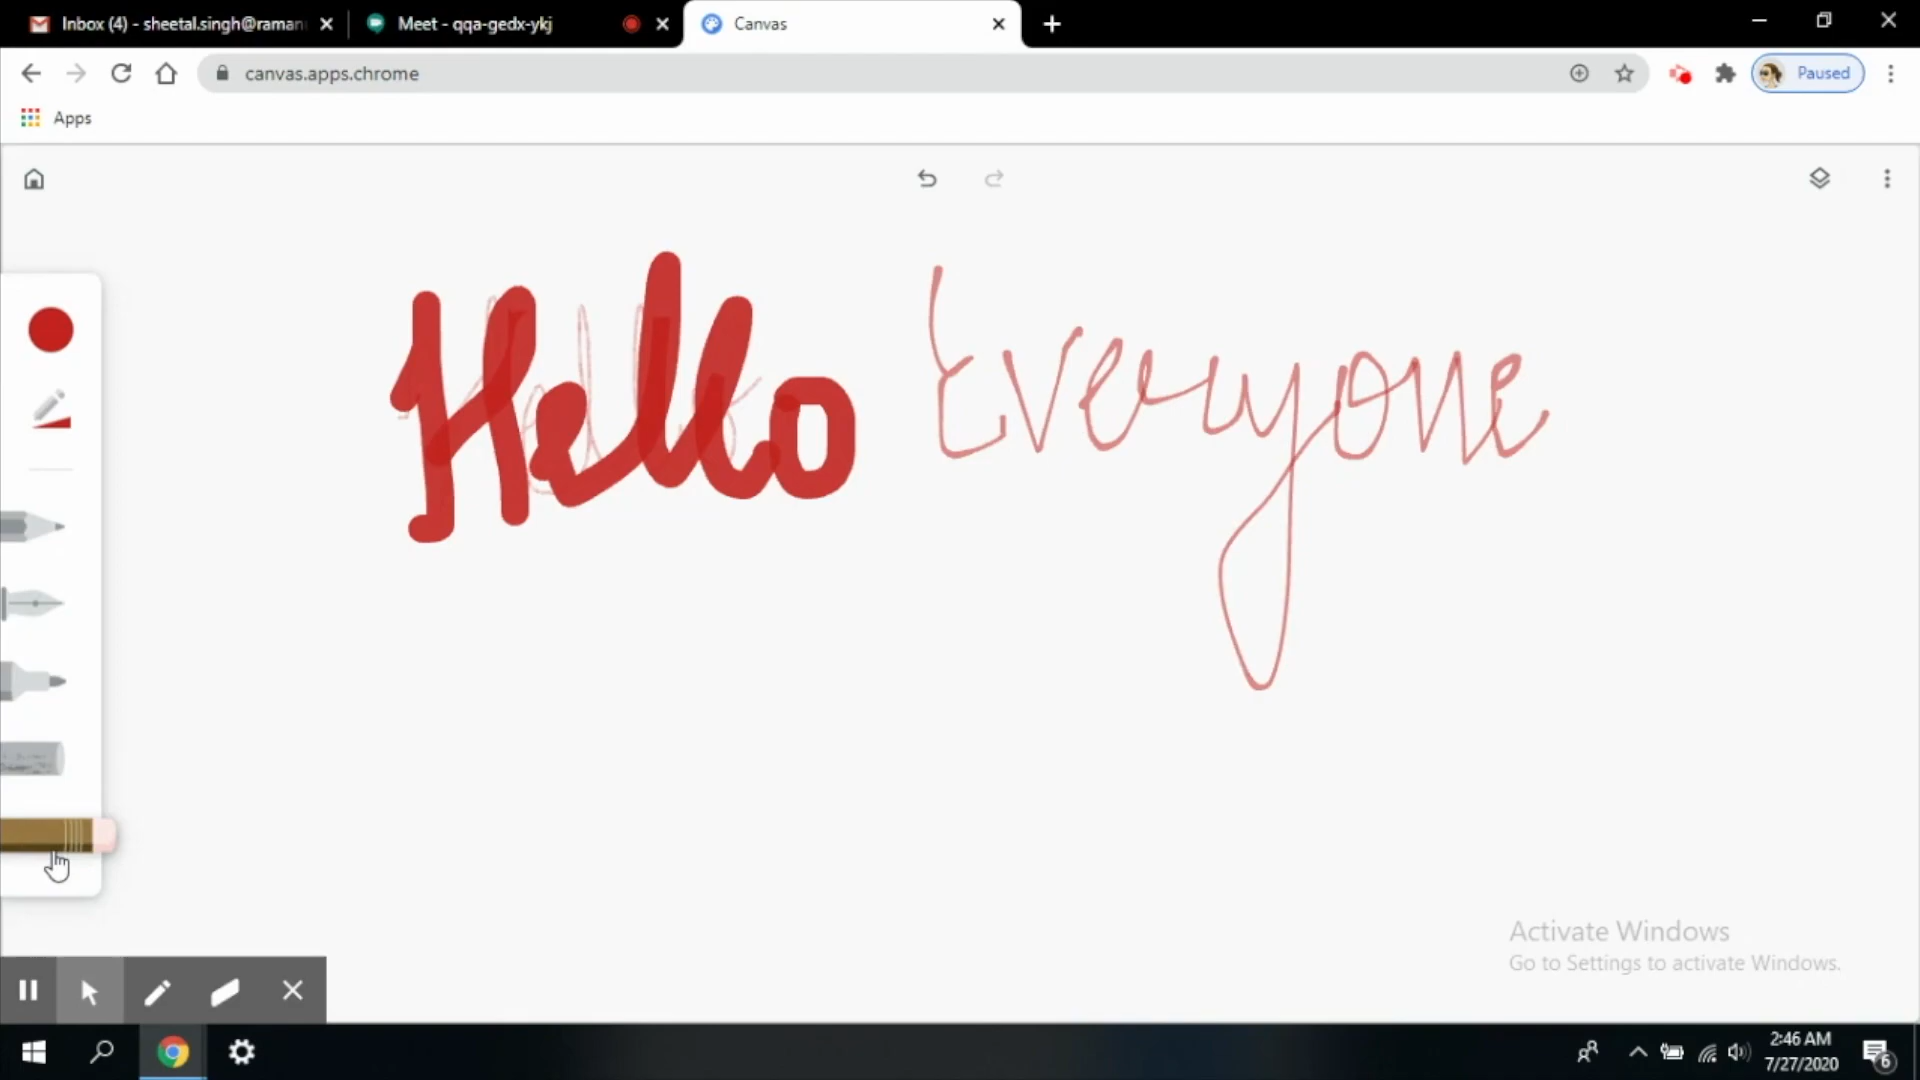 Inbox (4) - sheetal.singh@raman
Meet - qqa-gedx-ykj
Canvas
canvas.apps.chrome
Paused
Apps
Hello Everyone
Activate Windows
Go to Settings to activate Windows.
2:46 AM
7/27/2020
6